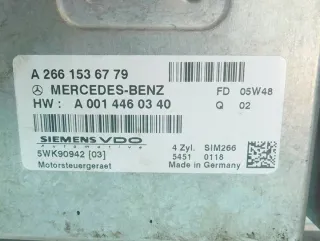 A 266 153 67 79
MERCEDES-BENZ FD 05W48
HW : A 001 446 03 40 Q 02
SIEMENS VDO
Automotive
4 Zyl. SIM266
5WK90942 [03] 5451 0118
Motorsteuergeraet Made in Germany